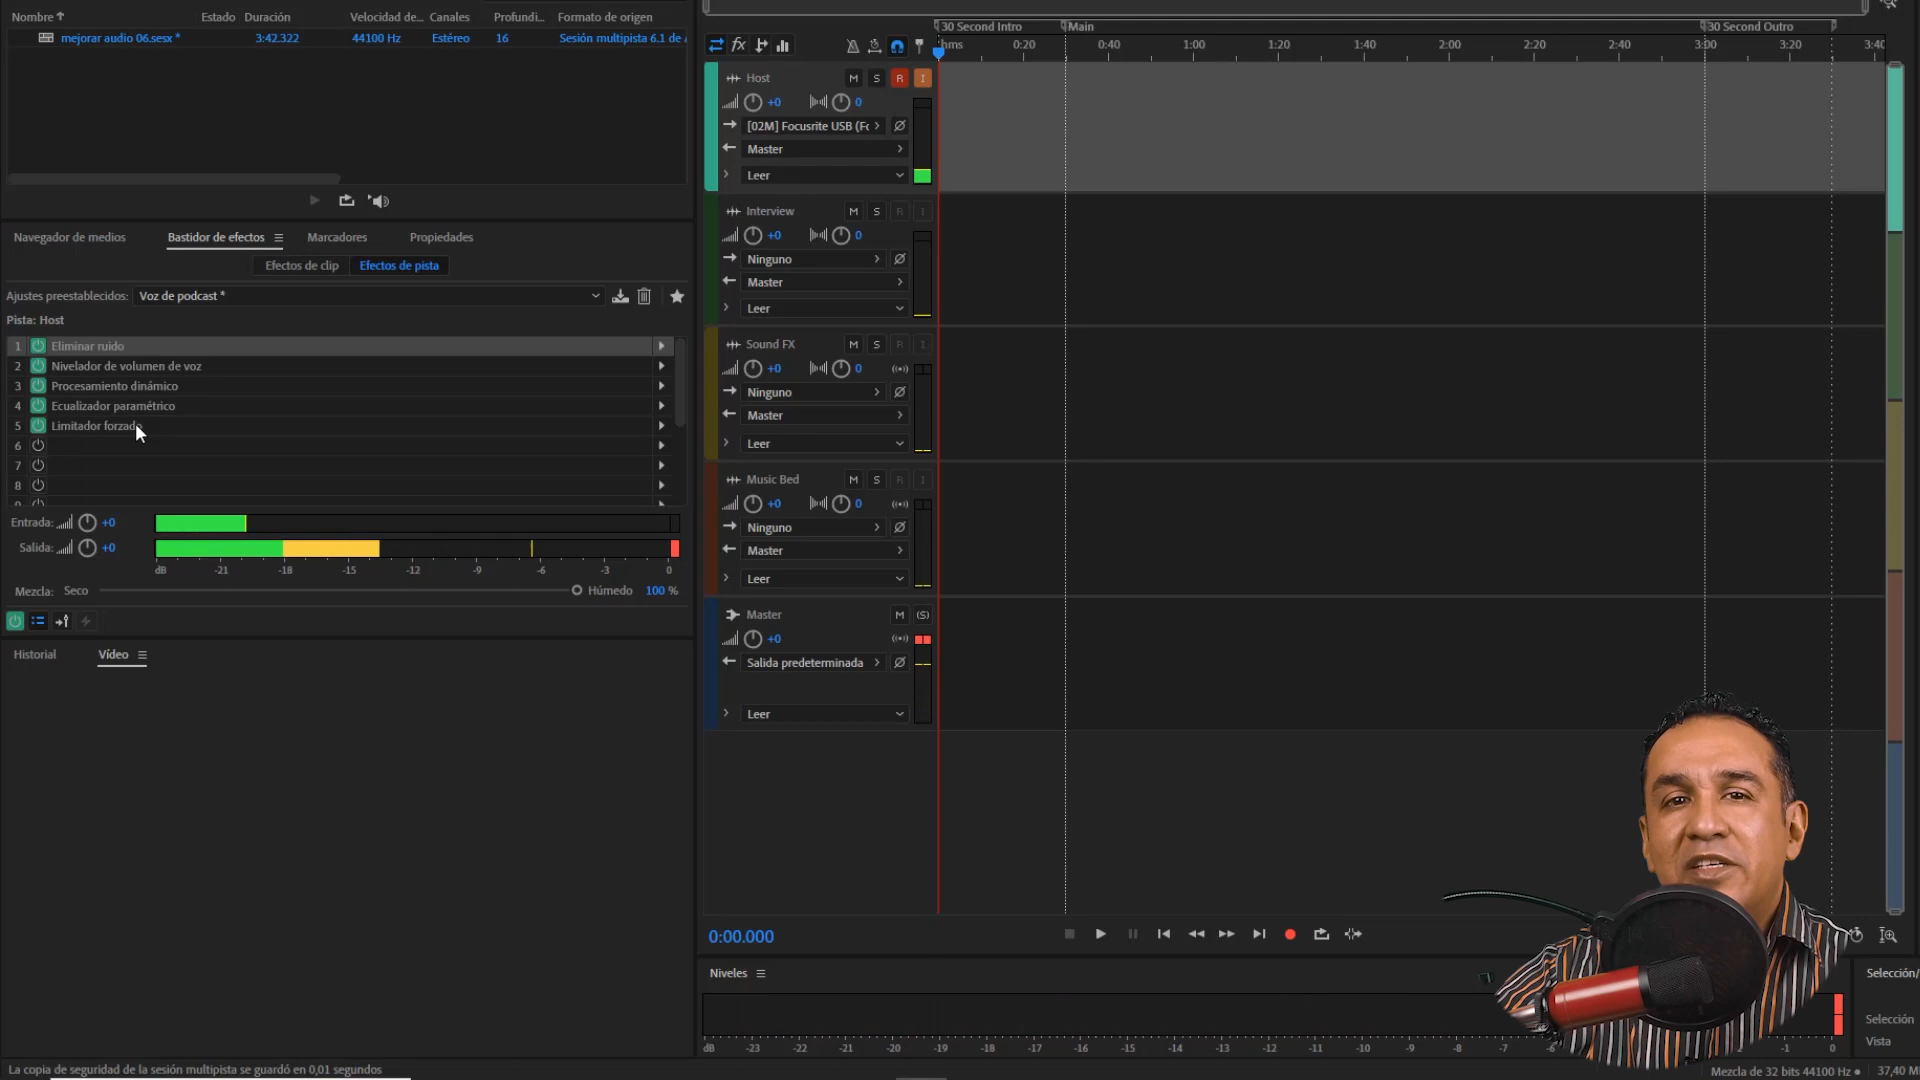 Nombre Estado Duración Velocidad de... Canales Profundi... Formato de origen
mejorar audio 06.sesx * 3:42.322 44100 Hz Estéreo 16 Sesión multipista 6.1 de
Navegador de medios Bastidor de efectos Marcadores Propiedades
Efectos de clip Efectos de pista
Ajustes preestablecidos: Voz de podcast *
Pista: Host
1 Eliminar ruido
2 Nivelador de volumen de voz
3 Procesamiento dinámico
4 Ecualizador paramétrico
5 Limitador forzado
6
7
8
Entrada: +0
Salida: +0
dB -21 -18 -15 -12 -9 -6 -3 0
Mezcla: Seco Húmedo 100 %
Historial Vídeo
30 Second Intro Main 30 Second Outro
hms 0:20 0:40 1:00 1:20 1:40 2:00 2:20 2:40 3:00 3:20 3:40
fx
Host M S R I
+0 0
[02M] Focusrite USB (Fc
Master
Leer
Interview M S R I
+0 0
Ninguno
Master
Leer
Sound FX M S R I
+0 0
Ninguno
Master
Leer
Music Bed M S R I
+0 0
Ninguno
Master
Leer
Master M (S)
+0
Salida predeterminada
Leer
0:00.000
Niveles
dB -23 -22 -21 -20 -19 -18 -17 -16 -15 -14 -13 -12 -11 -10 -9 -8 -7 -2 -1 0
Selección/
Selección
Vista
La copia de seguridad de la sesión multipista se guardó en 0,01 segundos
Mezcla de 32 bits 44100 Hz 37,40 M